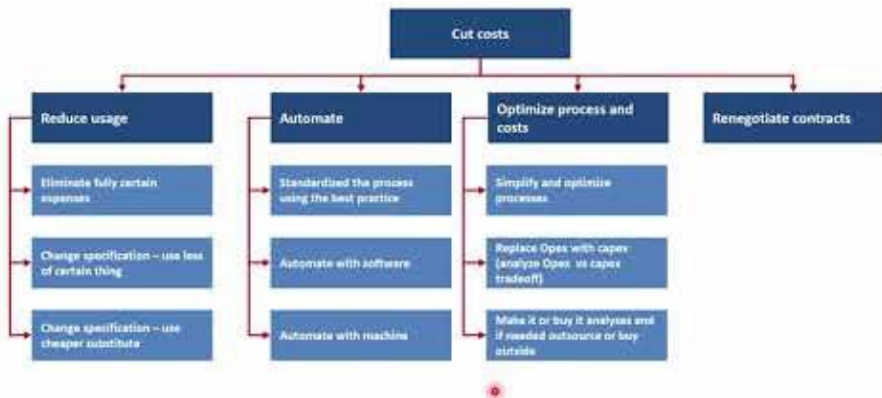 Cut costs
Reduce usage
Automate
Optimize process and
costs
Renegotiate contracts
Eliminate fully certain
expenses
Standardized the process
using the best practice
Simplify and optimize
processes
Change specification – use less
of certain thing
Automate with software
Replace Opex with capex
(analyze Opex vs capex
tradeoff)
Change specification – use
cheaper substitute
Automate with machine
Make it or buy it analyses and
if needed outsource or buy
outside